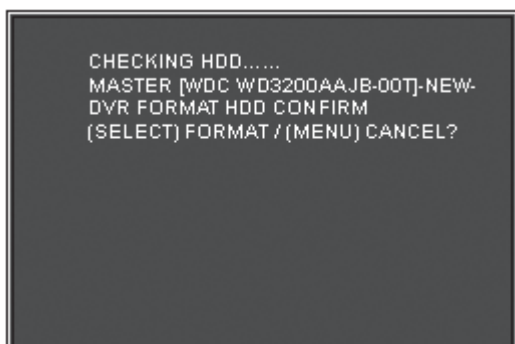 CHECKING HDD......
MASTER [WDC WD3200AAJB-00T]-NEW-
DVR FORMAT HDD CONFIRM
(SELECT) FORMAT / (MENU) CANCEL?